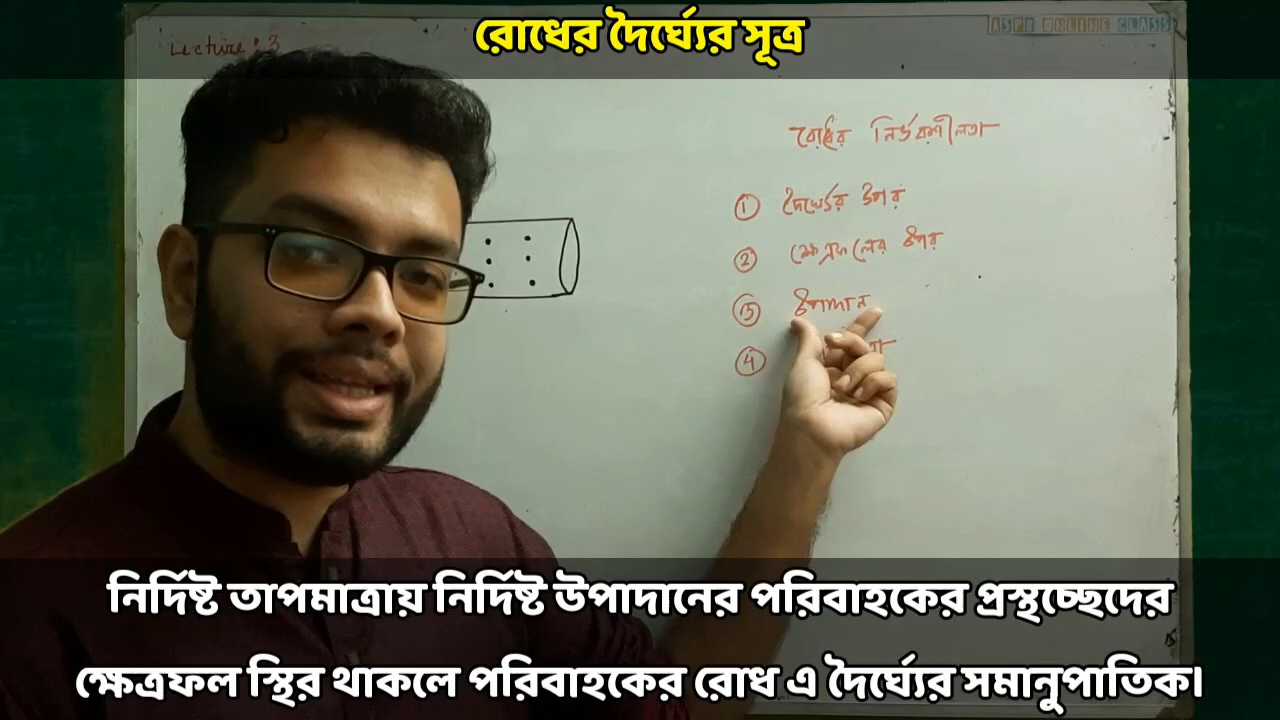 রোধের দৈর্ঘ্যের সূত্র
Lecture: 3
ASPB ONLINE CLASS
রোধের নির্ভরশীলতা
① দৈর্ঘ্যের উপর
② ক্ষেত্রফলের উপর
③ উপাদান
④ তা
নির্দিষ্ট তাপমাত্রায় নির্দিষ্ট উপাদানের পরিবাহকের প্রস্থচ্ছেদের
ক্ষেত্রফল স্থির থাকলে পরিবাহকের রোধ এ দৈর্ঘ্যের সমানুপাতিক।